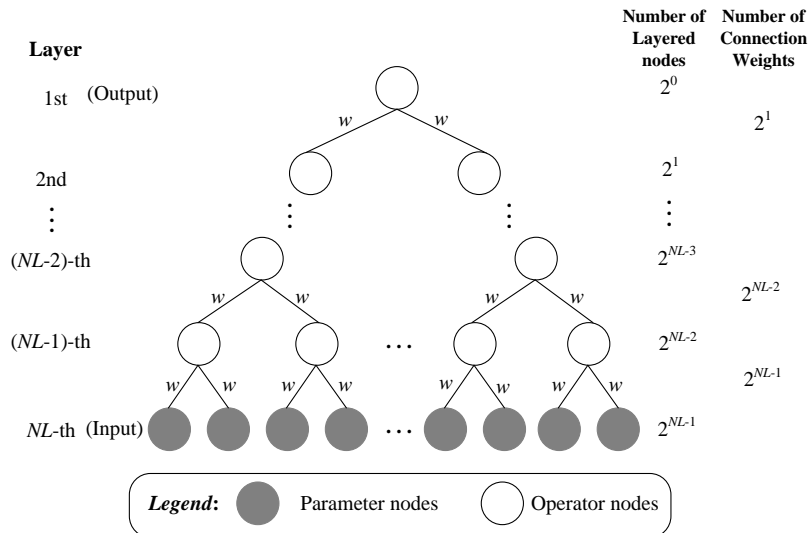 Number of Layered nodes
Number of Connection Weights
Layer
1st (Output)
2^0
w w
2^1
2nd
2^1
⋮ ⋮ ⋮ ⋮
(NL-2)-th
2^{NL-3}
w w w w
2^{NL-2}
(NL-1)-th
...
2^{NL-2}
w w w w w w w w
2^{NL-1}
NL-th (Input)
...
2^{NL-1}
Legend: Parameter nodes Operator nodes